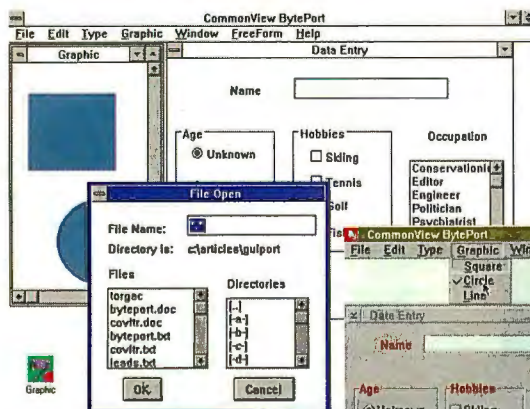 CommonView BytePort
File Edit Type Graphic Window FreeForm Help
Graphic
Data Entry
Name
Age
Unknown
Hobbies
Skiing
Tennis
Golf
Occupation
Conservationist
Editor
Engineer
Politician
Psychiatrist
File Open
File Name: *.*
Directory is: c:\articles\guiport
Files
Directories
torgac
byteport.doc
covltr.doc
byteport.txt
covltr.txt
leads.txt
[..]
[-a-]
[-b-]
[-c-]
[-d-]
OK
Cancel
Graphic
CommonView BytePort
File Edit Type Graphic Win
Square
Circle
Line
Data Entry
Name
Age
Hobbies
Unknown
Skiing